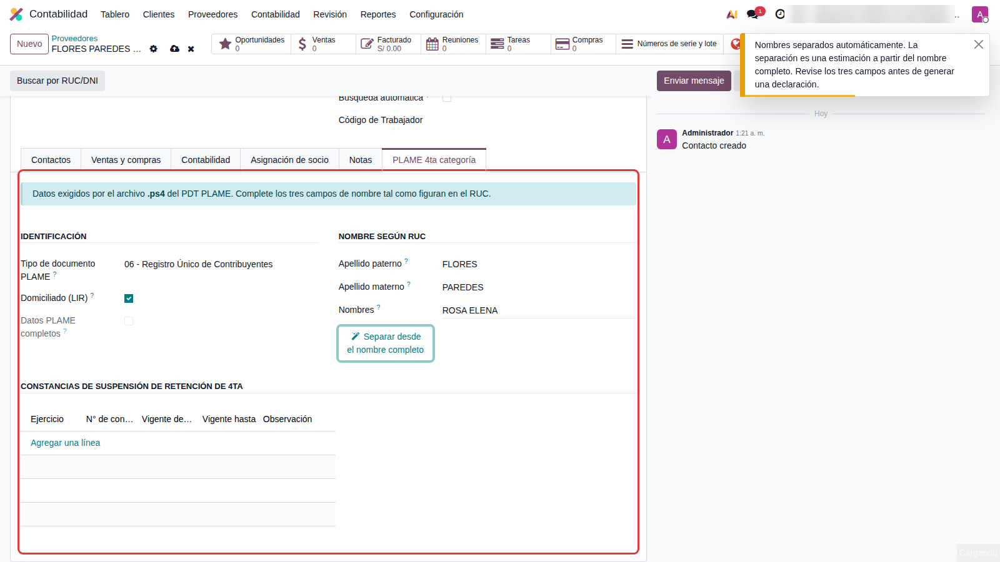 Contabilidad Tablero Clientes Proveedores Contabilidad Revisión Reportes Configuración AI 1 A
Nuevo Proveedores
FLORES PAREDES ...
Oportunidades 0
Ventas 0
Facturado S/ 0.00
Reuniones 0
Tareas 0
Compras 0
Números de serie y lote
Nombres separados automáticamente. La
separación es una estimación a partir del nombre
completo. Revise los tres campos antes de generar
una declaración.
Buscar por RUC/DNI
Enviar mensaje
Búsqueda automática
Código de Trabajador
Hoy
A Administrador 1:21 a. m.
Contacto creado
Contactos Ventas y compras Contabilidad Asignación de socio Notas PLAME 4ta categoría
Datos exigidos por el archivo .ps4 del PDT PLAME. Complete los tres campos de nombre tal como figuran en el RUC.
IDENTIFICACIÓN
Tipo de documento
PLAME ?
06 - Registro Único de Contribuyentes
Domiciliado (LIR) ?
Datos PLAME
completos ?
NOMBRE SEGÚN RUC
Apellido paterno ? FLORES
Apellido materno ? PAREDES
Nombres ? ROSA ELENA
Separar desde
el nombre completo
CONSTANCIAS DE SUSPENSIÓN DE RETENCIÓN DE 4TA
Ejercicio N° de con... Vigente de... Vigente hasta Observación
Agregar una línea
Cargando